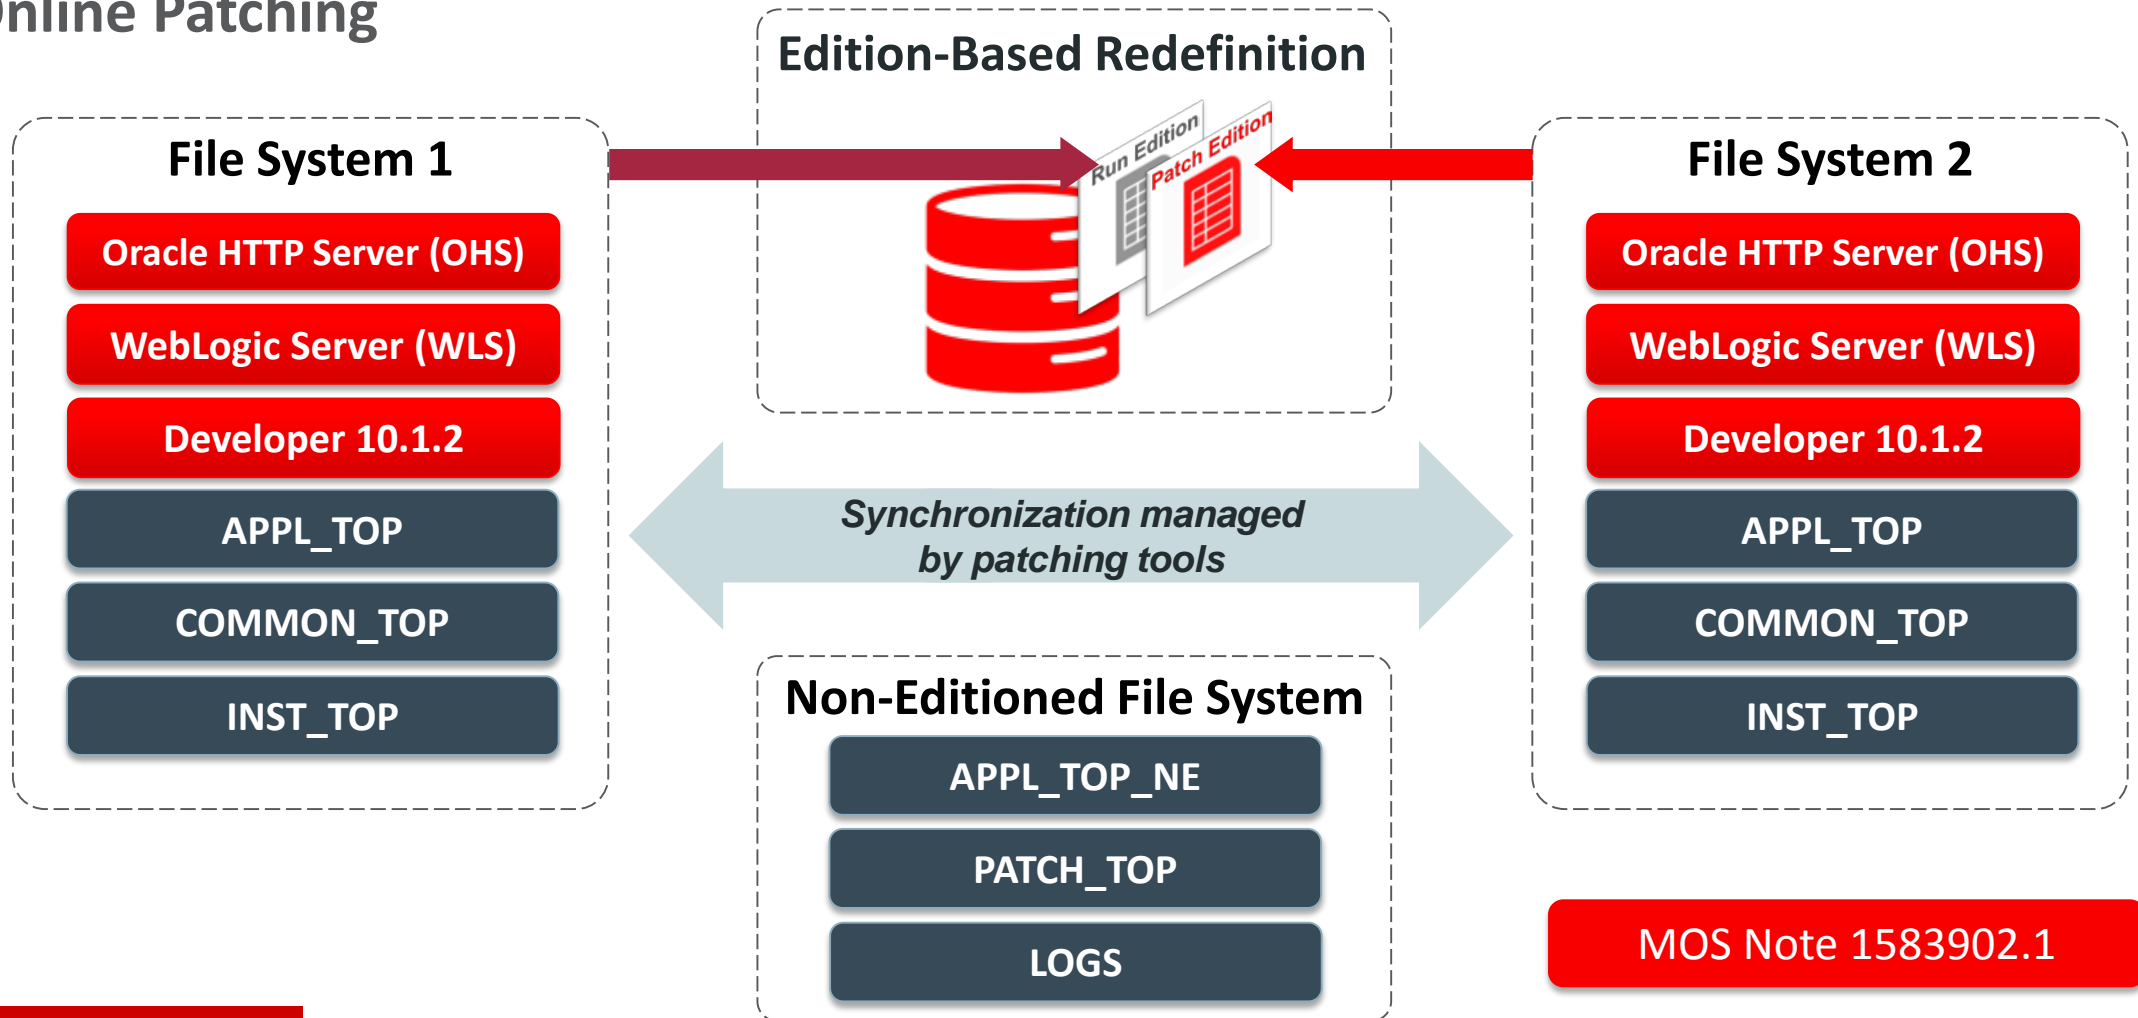 Online Patching
Edition-Based Redefinition
Run Edition
Patch Edition
File System 1
Oracle HTTP Server (OHS)
WebLogic Server (WLS)
Developer 10.1.2
APPL_TOP
COMMON_TOP
INST_TOP
File System 2
Oracle HTTP Server (OHS)
WebLogic Server (WLS)
Developer 10.1.2
APPL_TOP
COMMON_TOP
INST_TOP
Synchronization managed
by patching tools
Non-Editioned File System
APPL_TOP_NE
PATCH_TOP
LOGS
MOS Note 1583902.1